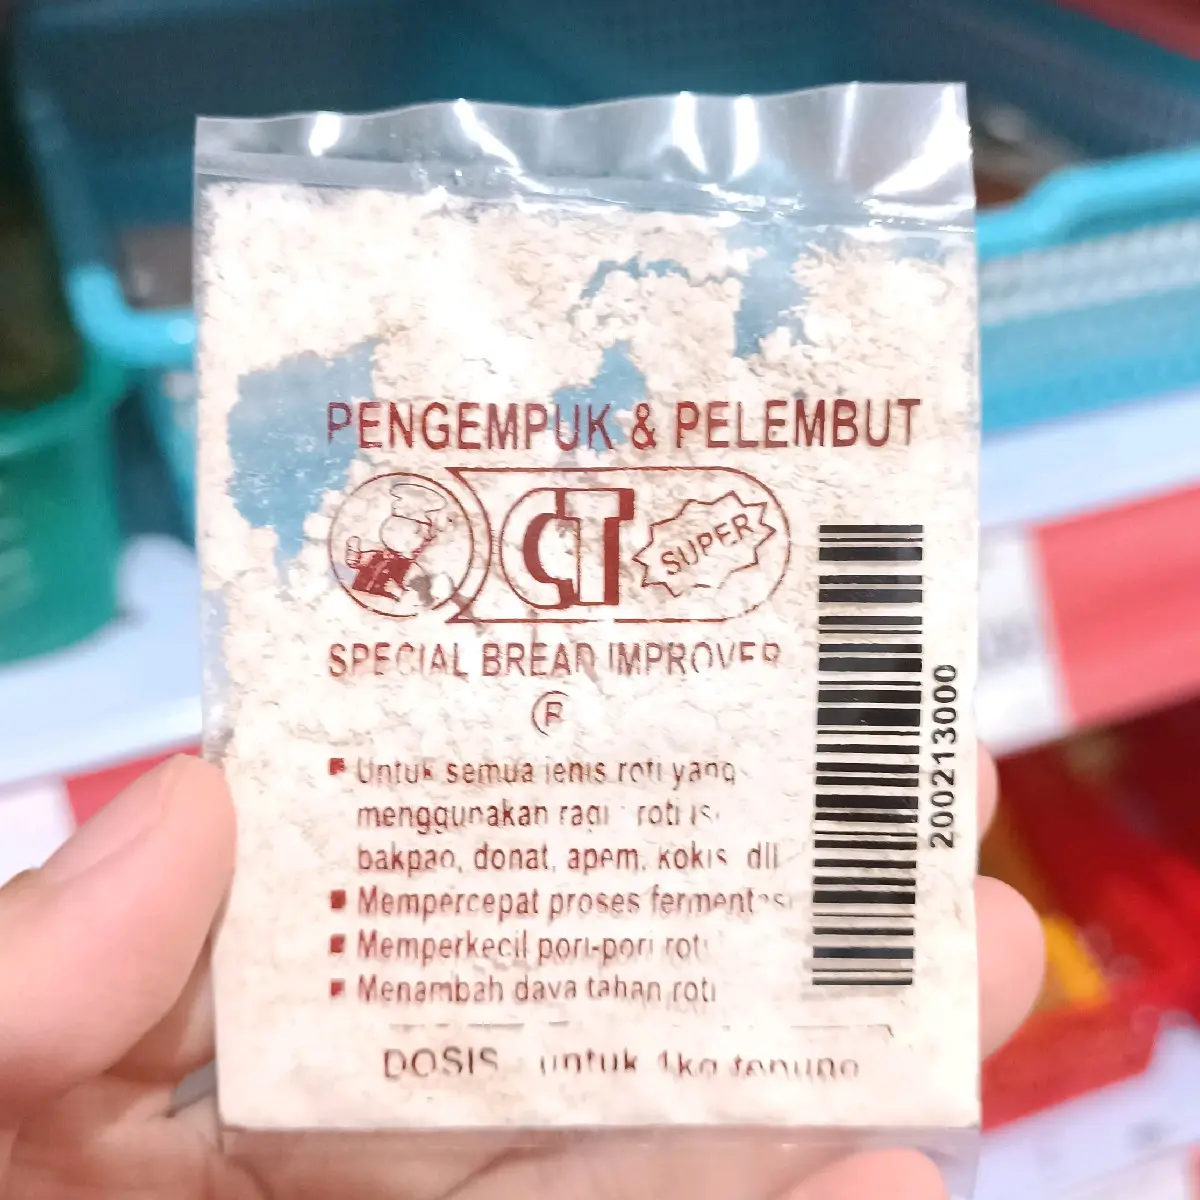 PENGEMPUK & PELEMBUT
CT
SUPER
SPECIAL BREAD IMPROVER
®
Untuk semua jenis roti yang
menggunakan ragi roti isi
bakpao, donat, apem, kokis dll
Mempercepat proses fermentasi
Memperkecil pori-pori roti
Menambah daya tahan roti
DOSIS untuk 1kg tepung
200213000